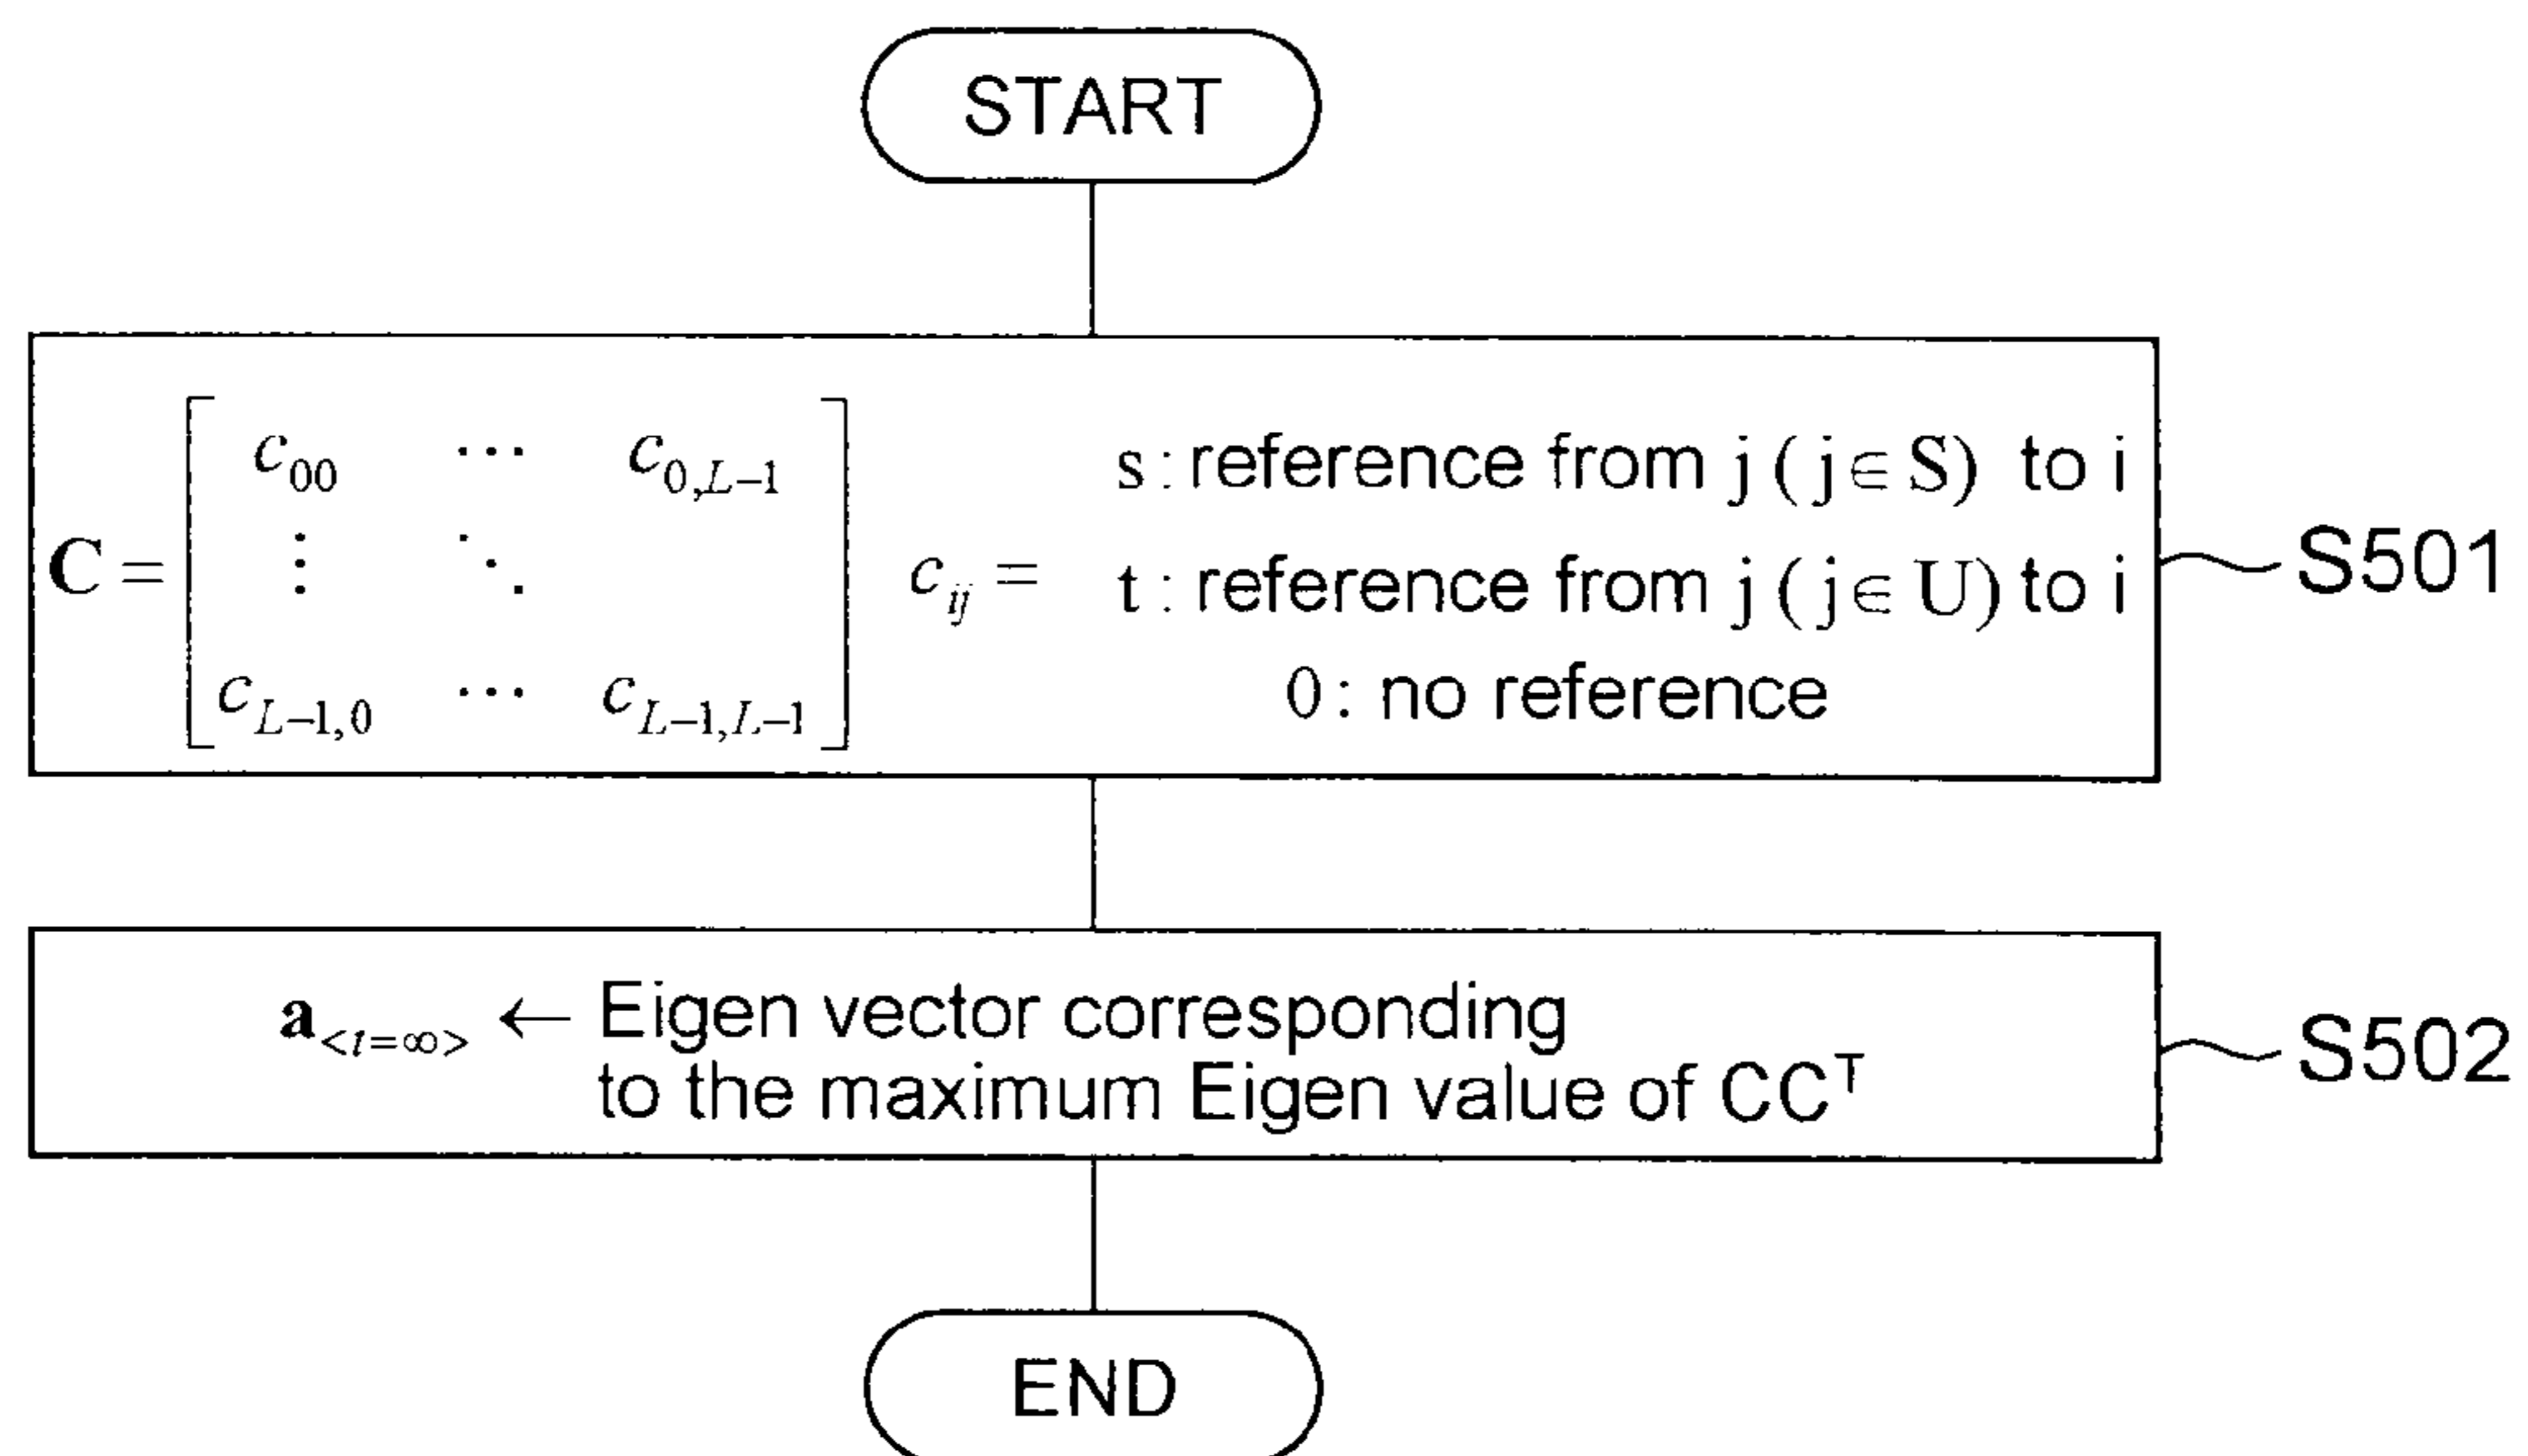 START
C = [ c00 ⋯ c0,L−1 ⋮ ⋱ cL−1,0 ⋯ cL−1,L−1 ] cij =
s : reference from j ( j ∈ S) to i
t : reference from j ( j ∈ U) to i
0 : no reference
S501
a<t=∞> ← Eigen vector corresponding
to the maximum Eigen value of CCᵀ
S502
END